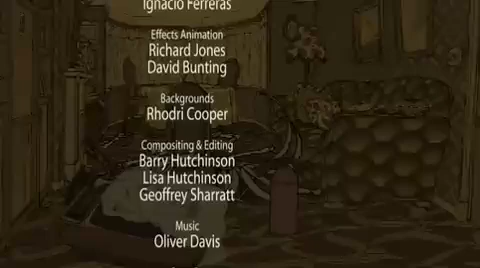 Ignacio Ferreras
Effects Animation
Richard Jones
David Bunting
Backgrounds
Rhodri Cooper
Compositing & Editing
Barry Hutchinson
Lisa Hutchinson
Geoffrey Sharratt
Music
Oliver Davis